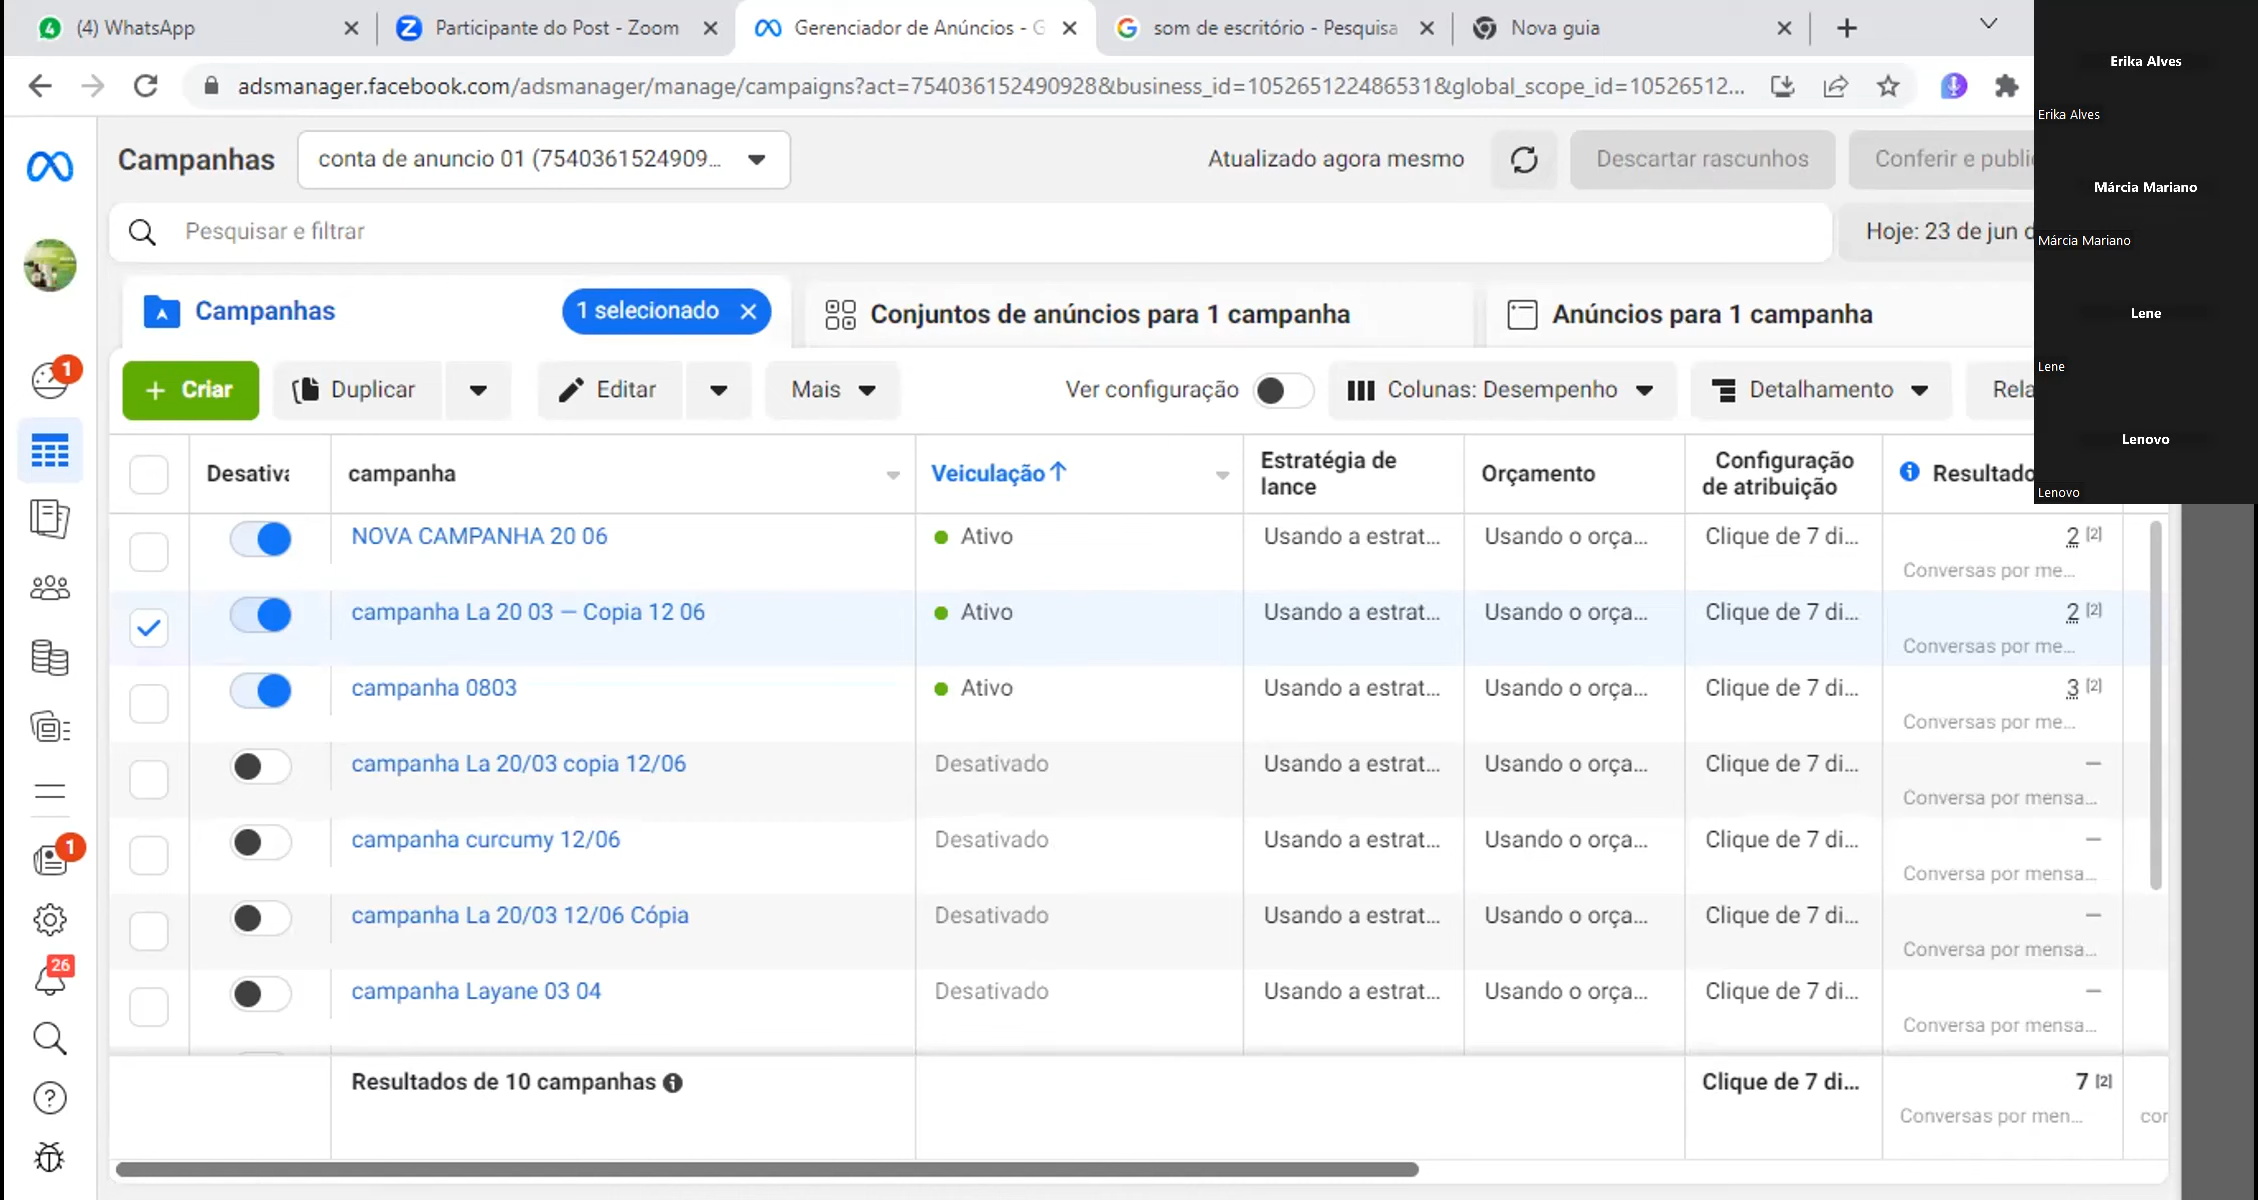 (4) WhatsApp
Participante do Post - Zoom
Gerenciador de Anúncios - G
som de escritório - Pesquisa
Nova guia
adsmanager.facebook.com/adsmanager/manage/campaigns?act=754036152490928&business_id=105265122486531&global_scope_id=10526512...
Erika Alves
Erika Alves
Márcia Mariano
Márcia Mariano
Lene
Lene
Lenovo
Lenovo
Campanhas
conta de anuncio 01 (7540361524909...
Atualizado agora mesmo
Descartar rascunhos
Conferir e publi
Pesquisar e filtrar
Hoje: 23 de jun d
Campanhas
1 selecionado
Conjuntos de anúncios para 1 campanha
Anúncios para 1 campanha
+ Criar
Duplicar
Editar
Mais
Ver configuração
Colunas: Desempenho
Detalhamento
Rela
Desativa
campanha
Veiculação↑
Estratégia de
lance
Orçamento
Configuração
de atribuição
Resultado
NOVA CAMPANHA 20 06
Ativo
Usando a estrat...
Usando o orça...
Clique de 7 di...
2 [2]
Conversas por me...
campanha La 20 03 — Copia 12 06
Ativo
Usando a estrat...
Usando o orça...
Clique de 7 di...
2 [2]
Conversas por me...
campanha 0803
Ativo
Usando a estrat...
Usando o orça...
Clique de 7 di...
3 [2]
Conversas por me...
campanha La 20/03 copia 12/06
Desativado
Usando a estrat...
Usando o orça...
Clique de 7 di...
—
Conversa por mensa...
campanha curcumy 12/06
Desativado
Usando a estrat...
Usando o orça...
Clique de 7 di...
—
Conversa por mensa...
campanha La 20/03 12/06 Cópia
Desativado
Usando a estrat...
Usando o orça...
Clique de 7 di...
—
Conversa por mensa...
campanha Layane 03 04
Desativado
Usando a estrat...
Usando o orça...
Clique de 7 di...
—
Conversa por mensa...
Resultados de 10 campanhas
Clique de 7 di...
7 [2]
Conversas por men...
cor
1
1
26